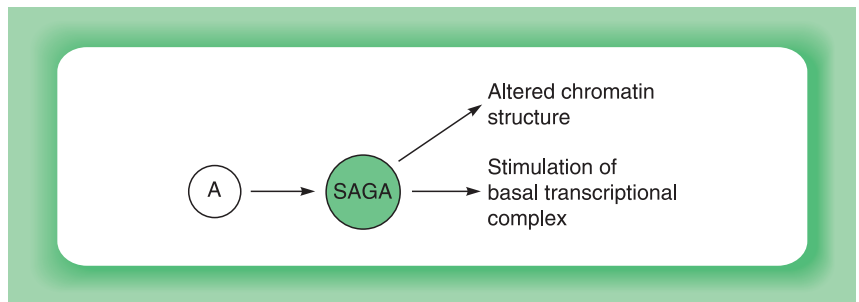 Altered chromatin
structure
A
SAGA
Stimulation of
basal transcriptional
complex